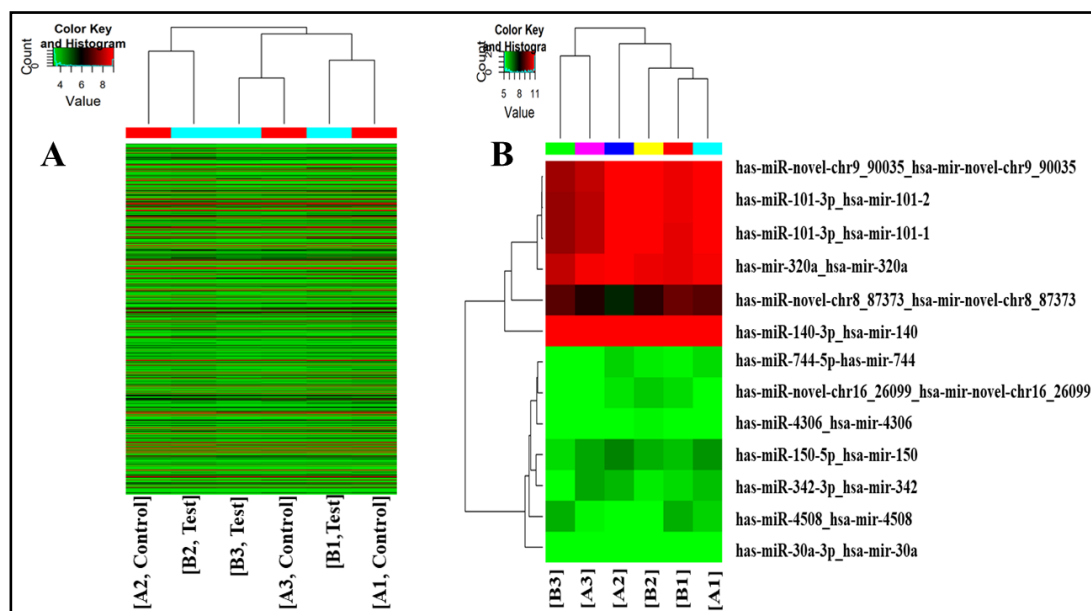 Color Key
and Histogram
Count
0
4 6 8
Value
A
[A2, Control]
[B2, Test]
[B3, Test]
[A3, Control]
[B1,Test]
[A1, Control]
Color Key
and Histogra
Count
0
5 8 11
Value
B
has-miR-novel-chr9_90035_hsa-mir-novel-chr9_90035
has-miR-101-3p_hsa-mir-101-2
has-miR-101-3p_hsa-mir-101-1
has-mir-320a_hsa-mir-320a
has-miR-novel-chr8_87373_hsa-mir-novel-chr8_87373
has-miR-140-3p_hsa-mir-140
has-miR-744-5p-has-mir-744
has-miR-novel-chr16_26099_hsa-mir-novel-chr16_26099
has-miR-4306_hsa-mir-4306
has-miR-150-5p_hsa-mir-150
has-miR-342-3p_hsa-mir-342
has-miR-4508_hsa-mir-4508
has-miR-30a-3p_hsa-mir-30a
[B3]
[A3]
[A2]
[B2]
[B1]
[A1]